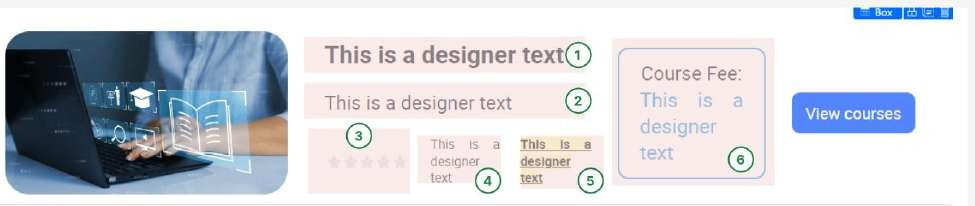 Box
This is a designer text
1
This is a designer text
2
3
This is a
designer
text
4
This is a
designer
text
5
Course Fee:
This is a
designer
text
6
View courses